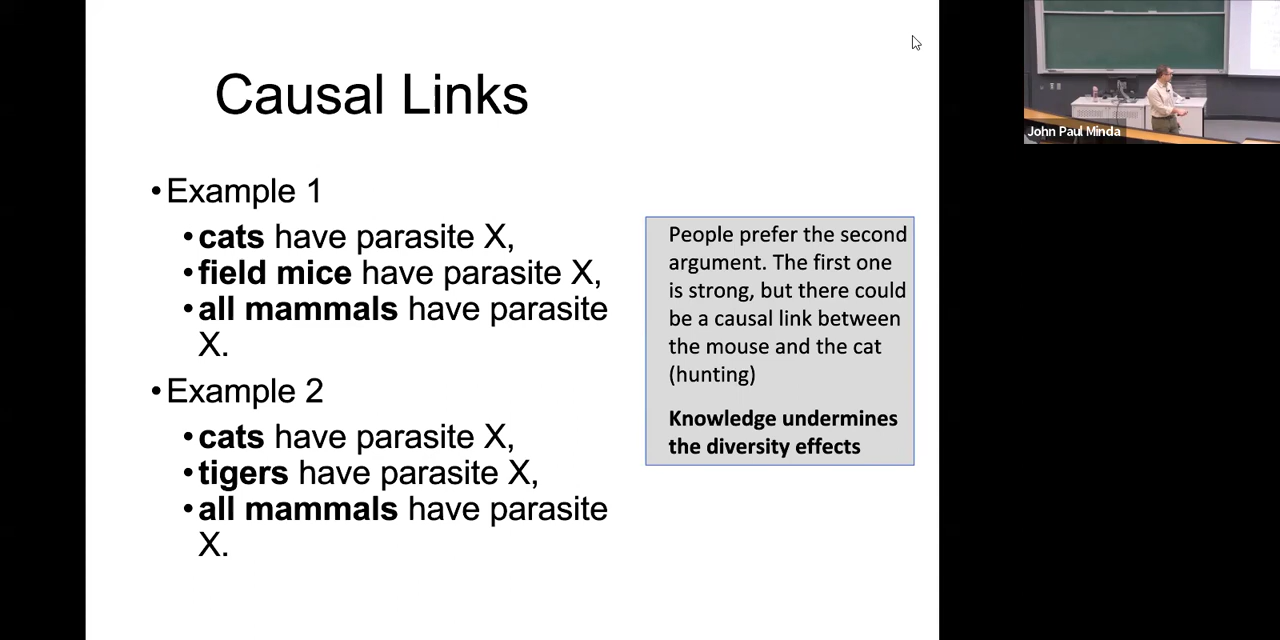 Causal Links
•Example 1
•cats have parasite X,
•field mice have parasite X,
•all mammals have parasite
X.
•Example 2
•cats have parasite X,
•tigers have parasite X,
•all mammals have parasite
X.
People prefer the second
argument. The first one
is strong, but there could
be a causal link between
the mouse and the cat
(hunting)
Knowledge undermines
the diversity effects
John Paul Minda